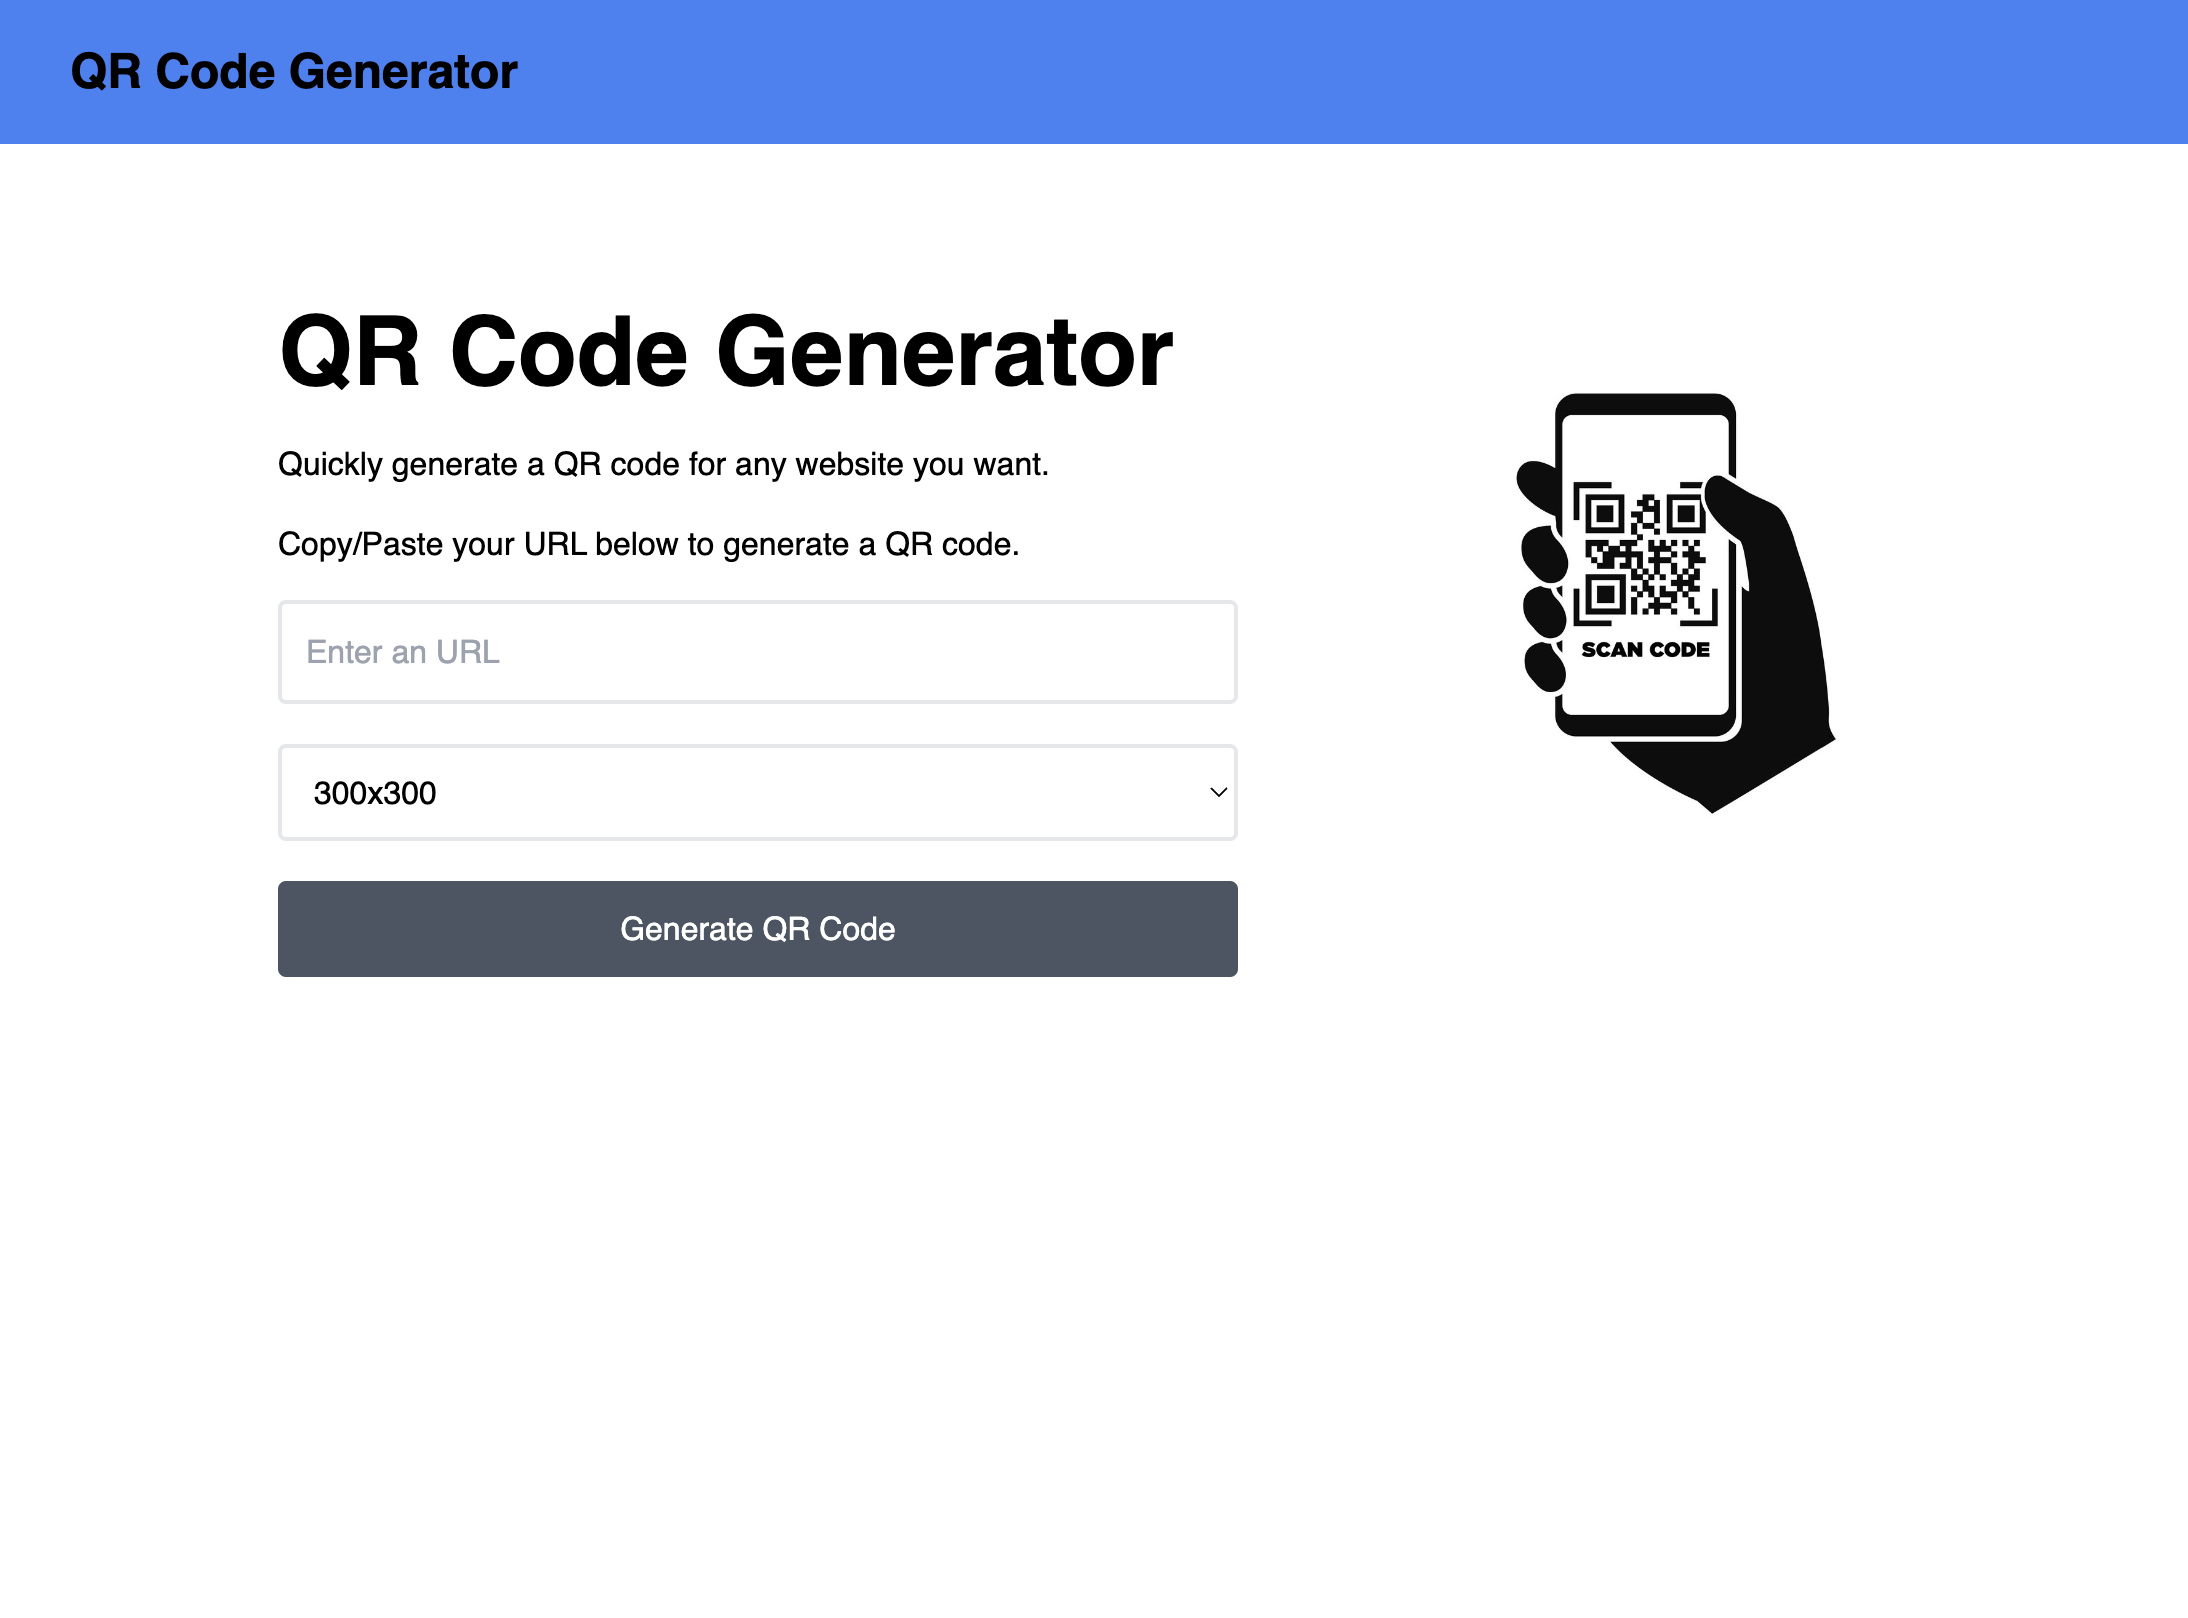 QR Code Generator
QR Code Generator
Quickly generate a QR code for any website you want.
Copy/Paste your URL below to generate a QR code.
Enter an URL
300x300
Generate QR Code
SCAN CODE